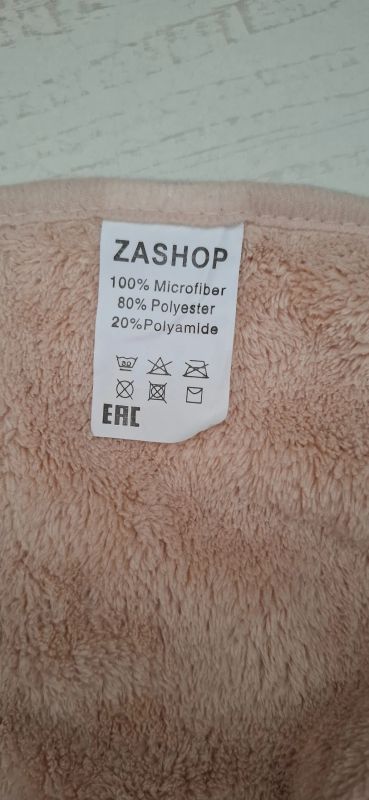 ZASHOP
100% Microfiber
80% Polyester
20%Polyamide
EAC